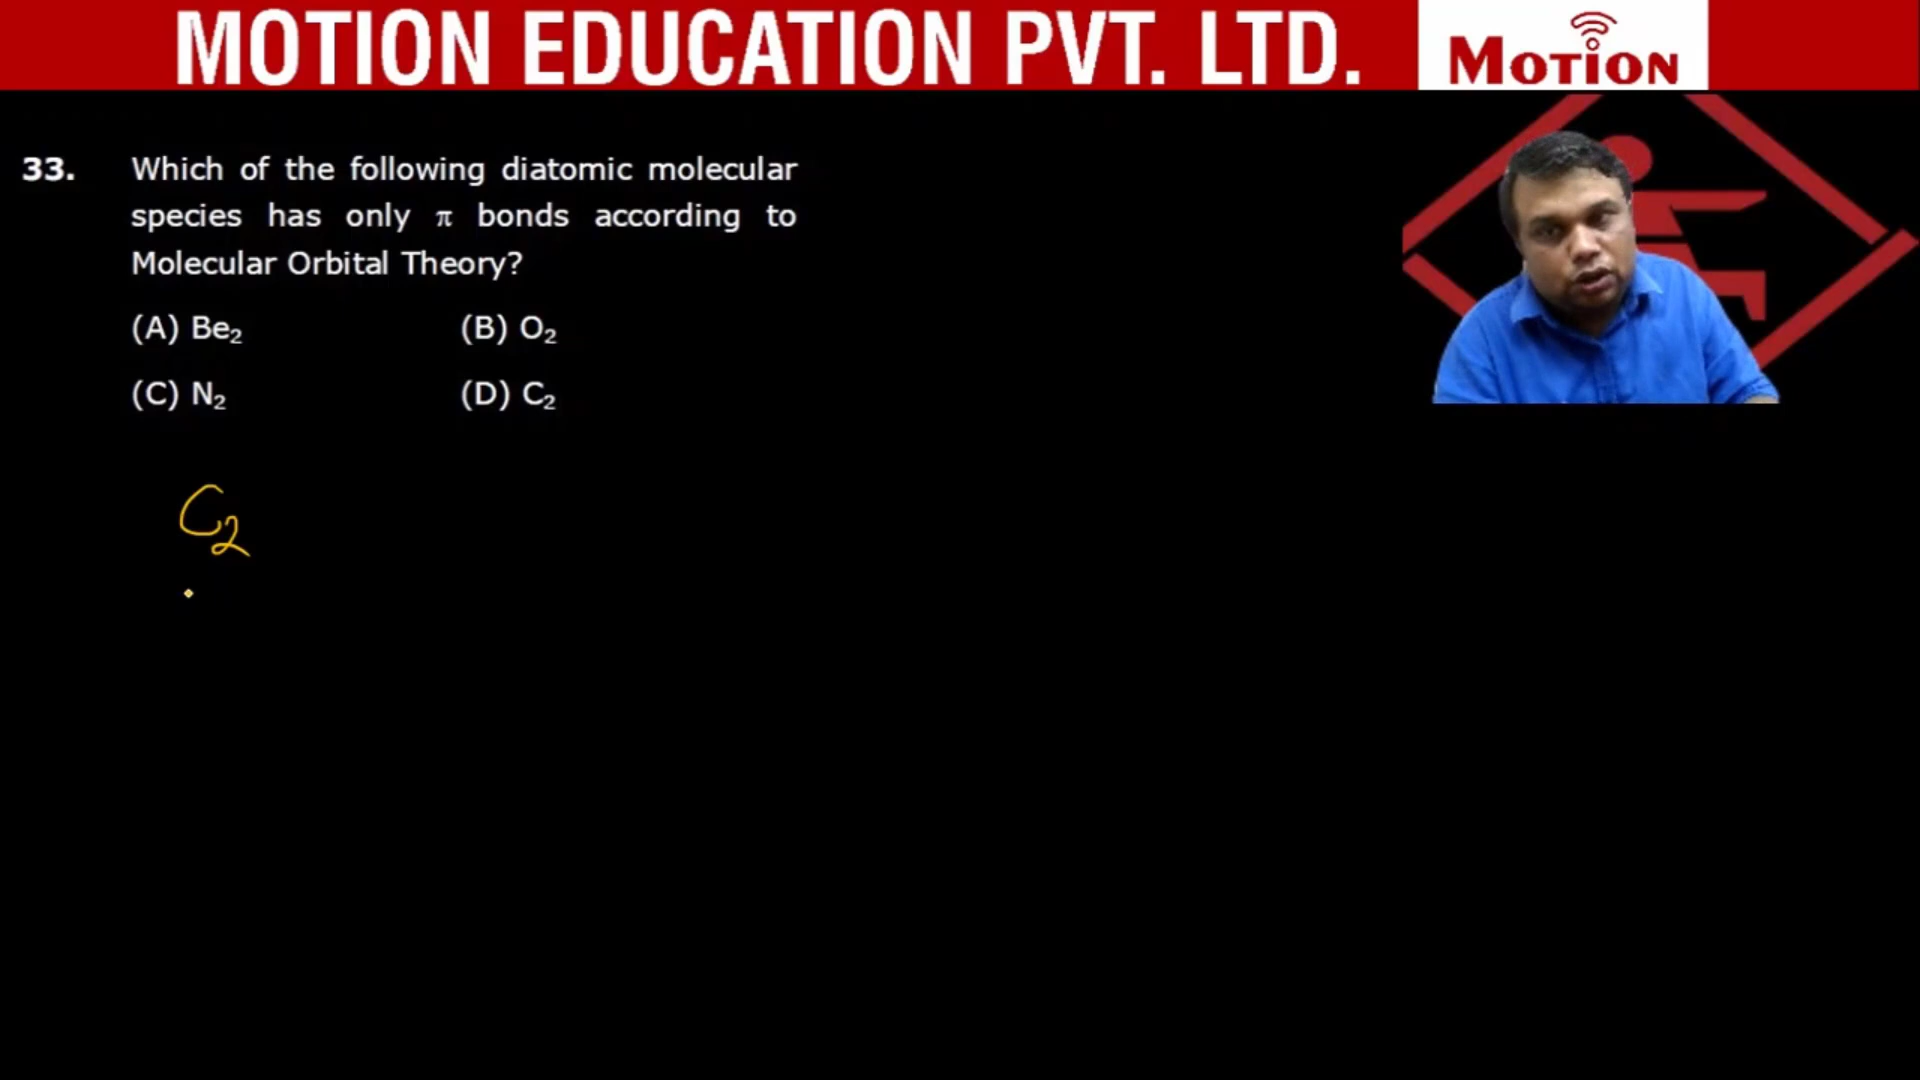 MOTION EDUCATION PVT. LTD.
MOTION
33. Which of the following diatomic molecular
species has only π bonds according to
Molecular Orbital Theory?
(A) Be₂ (B) O₂
(C) N₂ (D) C₂
C₂